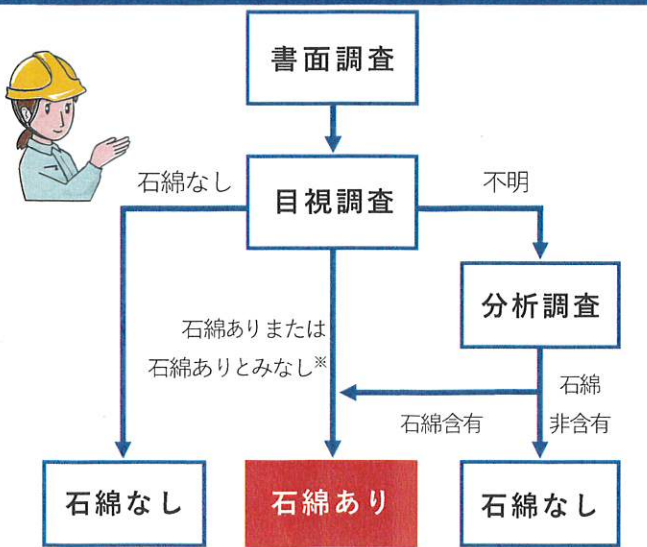 書面調査
石綿なし
目視調査
不明
分析調査
石綿ありまたは
石綿ありとみなし※
石綿
石綿含有
非含有
石綿なし
石綿あり
石綿なし